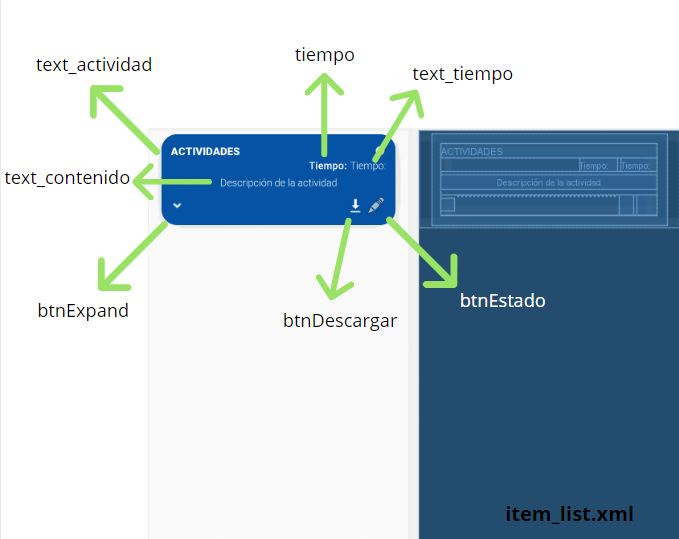 tiempo
text_actividad
text_tiempo
ACTIVIDADES
Tiempo: Tiempo:
text_contenido
Descripción de la actividad
ACTIVIDADES
Tiempo: Tiempo:
Descripción de la actividad
btnExpand
btnDescargar
btnEstado
item_list.xml